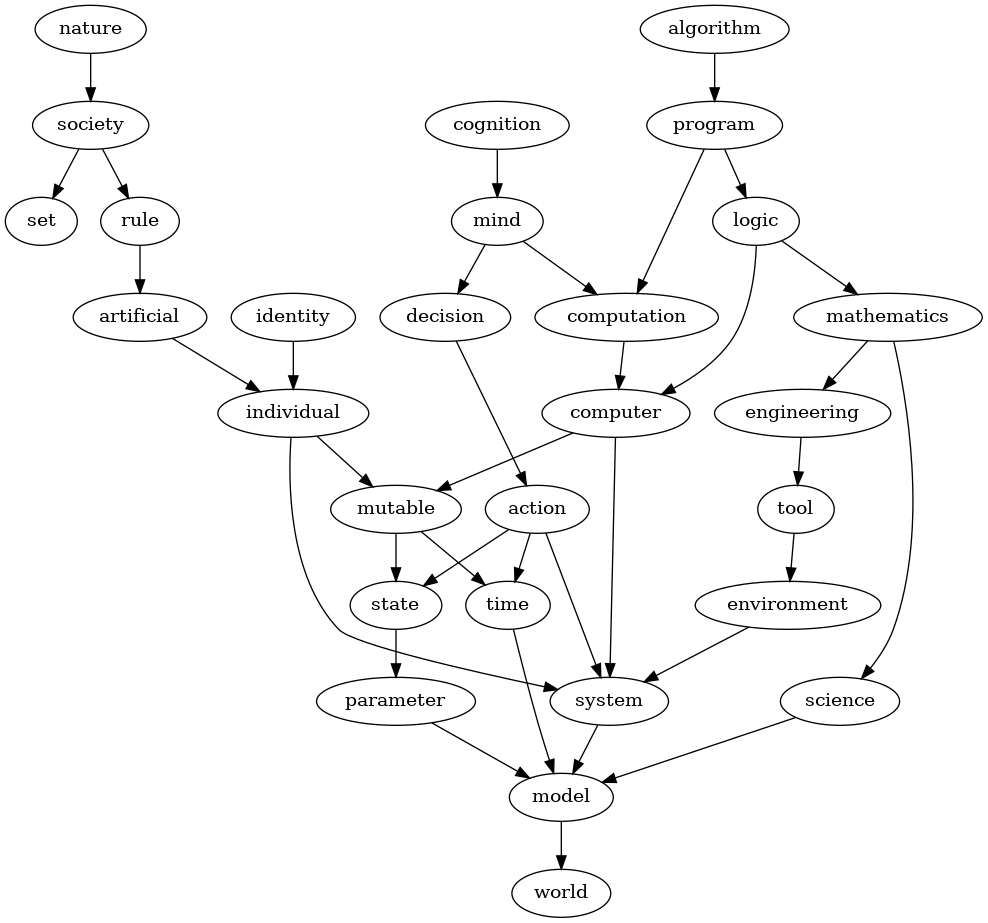 nature
algorithm
society
cognition
program
set
rule
mind
logic
artificial
identity
decision
computation
mathematics
individual
computer
engineering
mutable
action
tool
state
time
environment
parameter
system
science
model
world